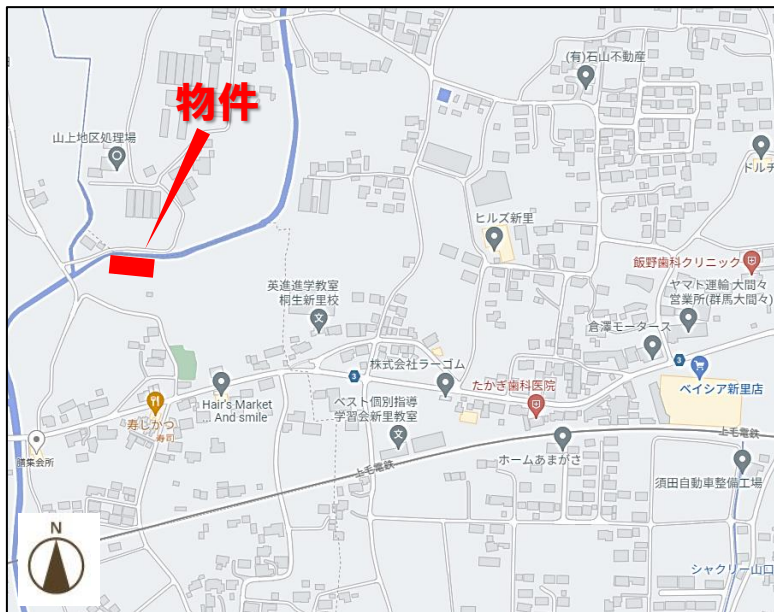 (有)石山不動産
物件
山上地区処理場
ドルチ
ヒルズ新里
飯野歯科クリニック
英進進学教室
桐生新里校
ヤマト運輸 大間々
営業所(群馬大間々)
倉澤モータース
3
株式会社ラーゴム
3
ベイシア新里店
たかぎ歯科医院
Hair's Market
And smile
ベスト個別指導
学習会新里教室
寿しかつ
寿司
上毛電鉄
膳集会所
ホームあまがさ
上毛電鉄
須田自動車整備工場
N
シャクリー山口